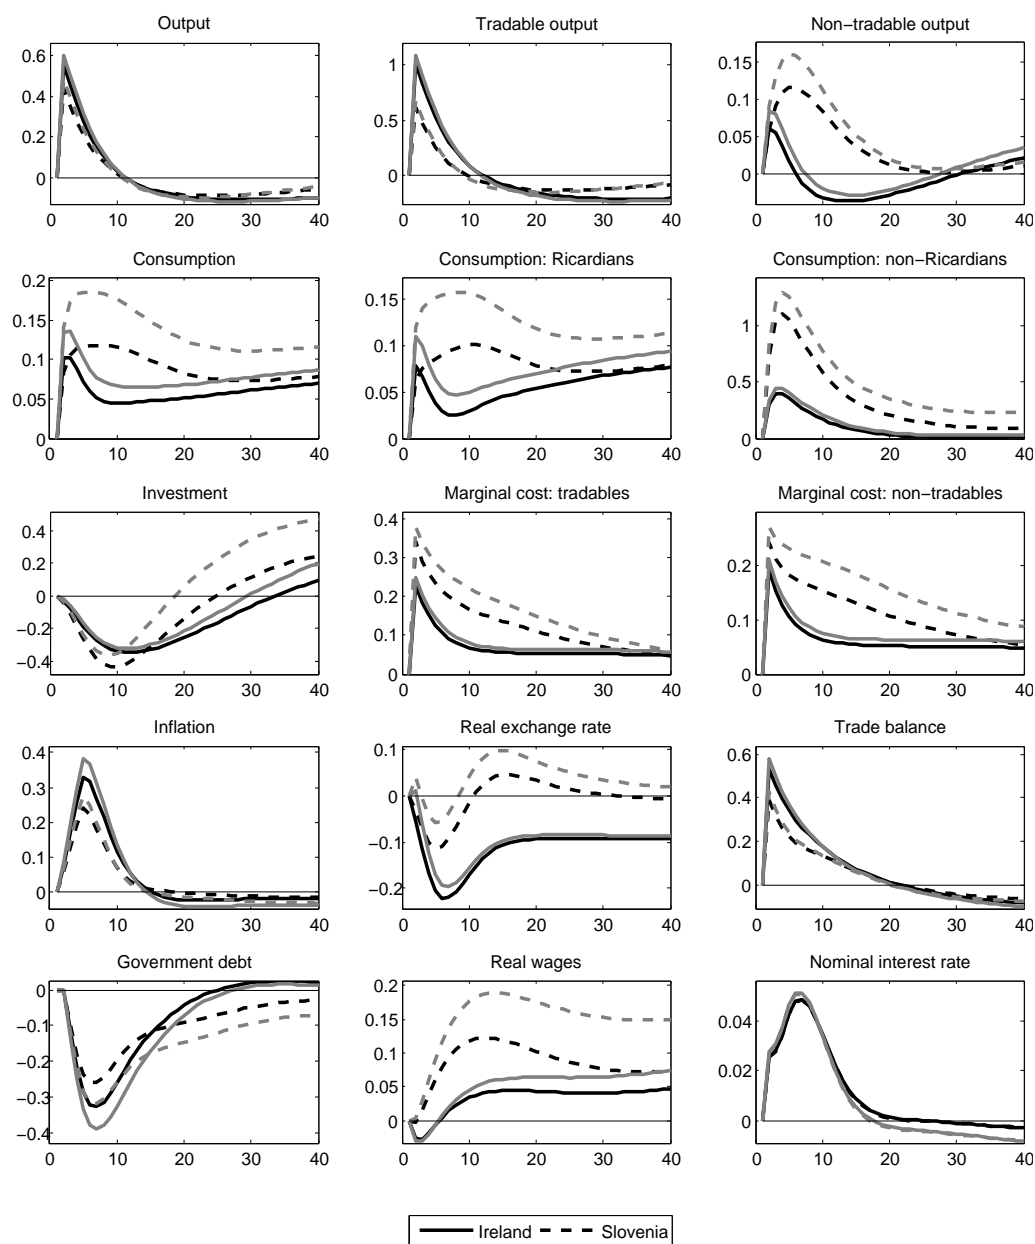 Output
Tradable output
Non−tradable output
0.6
0.4
0.2
0
0 10 20 30 40
1
0.5
0
0 10 20 30 40
0.15
0.1
0.05
0
0 10 20 30 40
Consumption
Consumption: Ricardians
Consumption: non−Ricardians
0.2
0.15
0.1
0.05
0
0 10 20 30 40
0.15
0.1
0.05
0
0 10 20 30 40
1
0.5
0
0 10 20 30 40
Investment
Marginal cost: tradables
Marginal cost: non−tradables
0.4
0.2
0
−0.2
−0.4
0 10 20 30 40
0.4
0.3
0.2
0.1
0
0 10 20 30 40
0.2
0.1
0
0 10 20 30 40
Inflation
Real exchange rate
Trade balance
0.4
0.3
0.2
0.1
0
0 10 20 30 40
0.1
0
−0.1
−0.2
0 10 20 30 40
0.6
0.4
0.2
0
0 10 20 30 40
Government debt
Real wages
Nominal interest rate
0
−0.1
−0.2
−0.3
−0.4
0 10 20 30 40
0.2
0.15
0.1
0.05
0
0 10 20 30 40
0.04
0.02
0
0 10 20 30 40
Ireland Slovenia